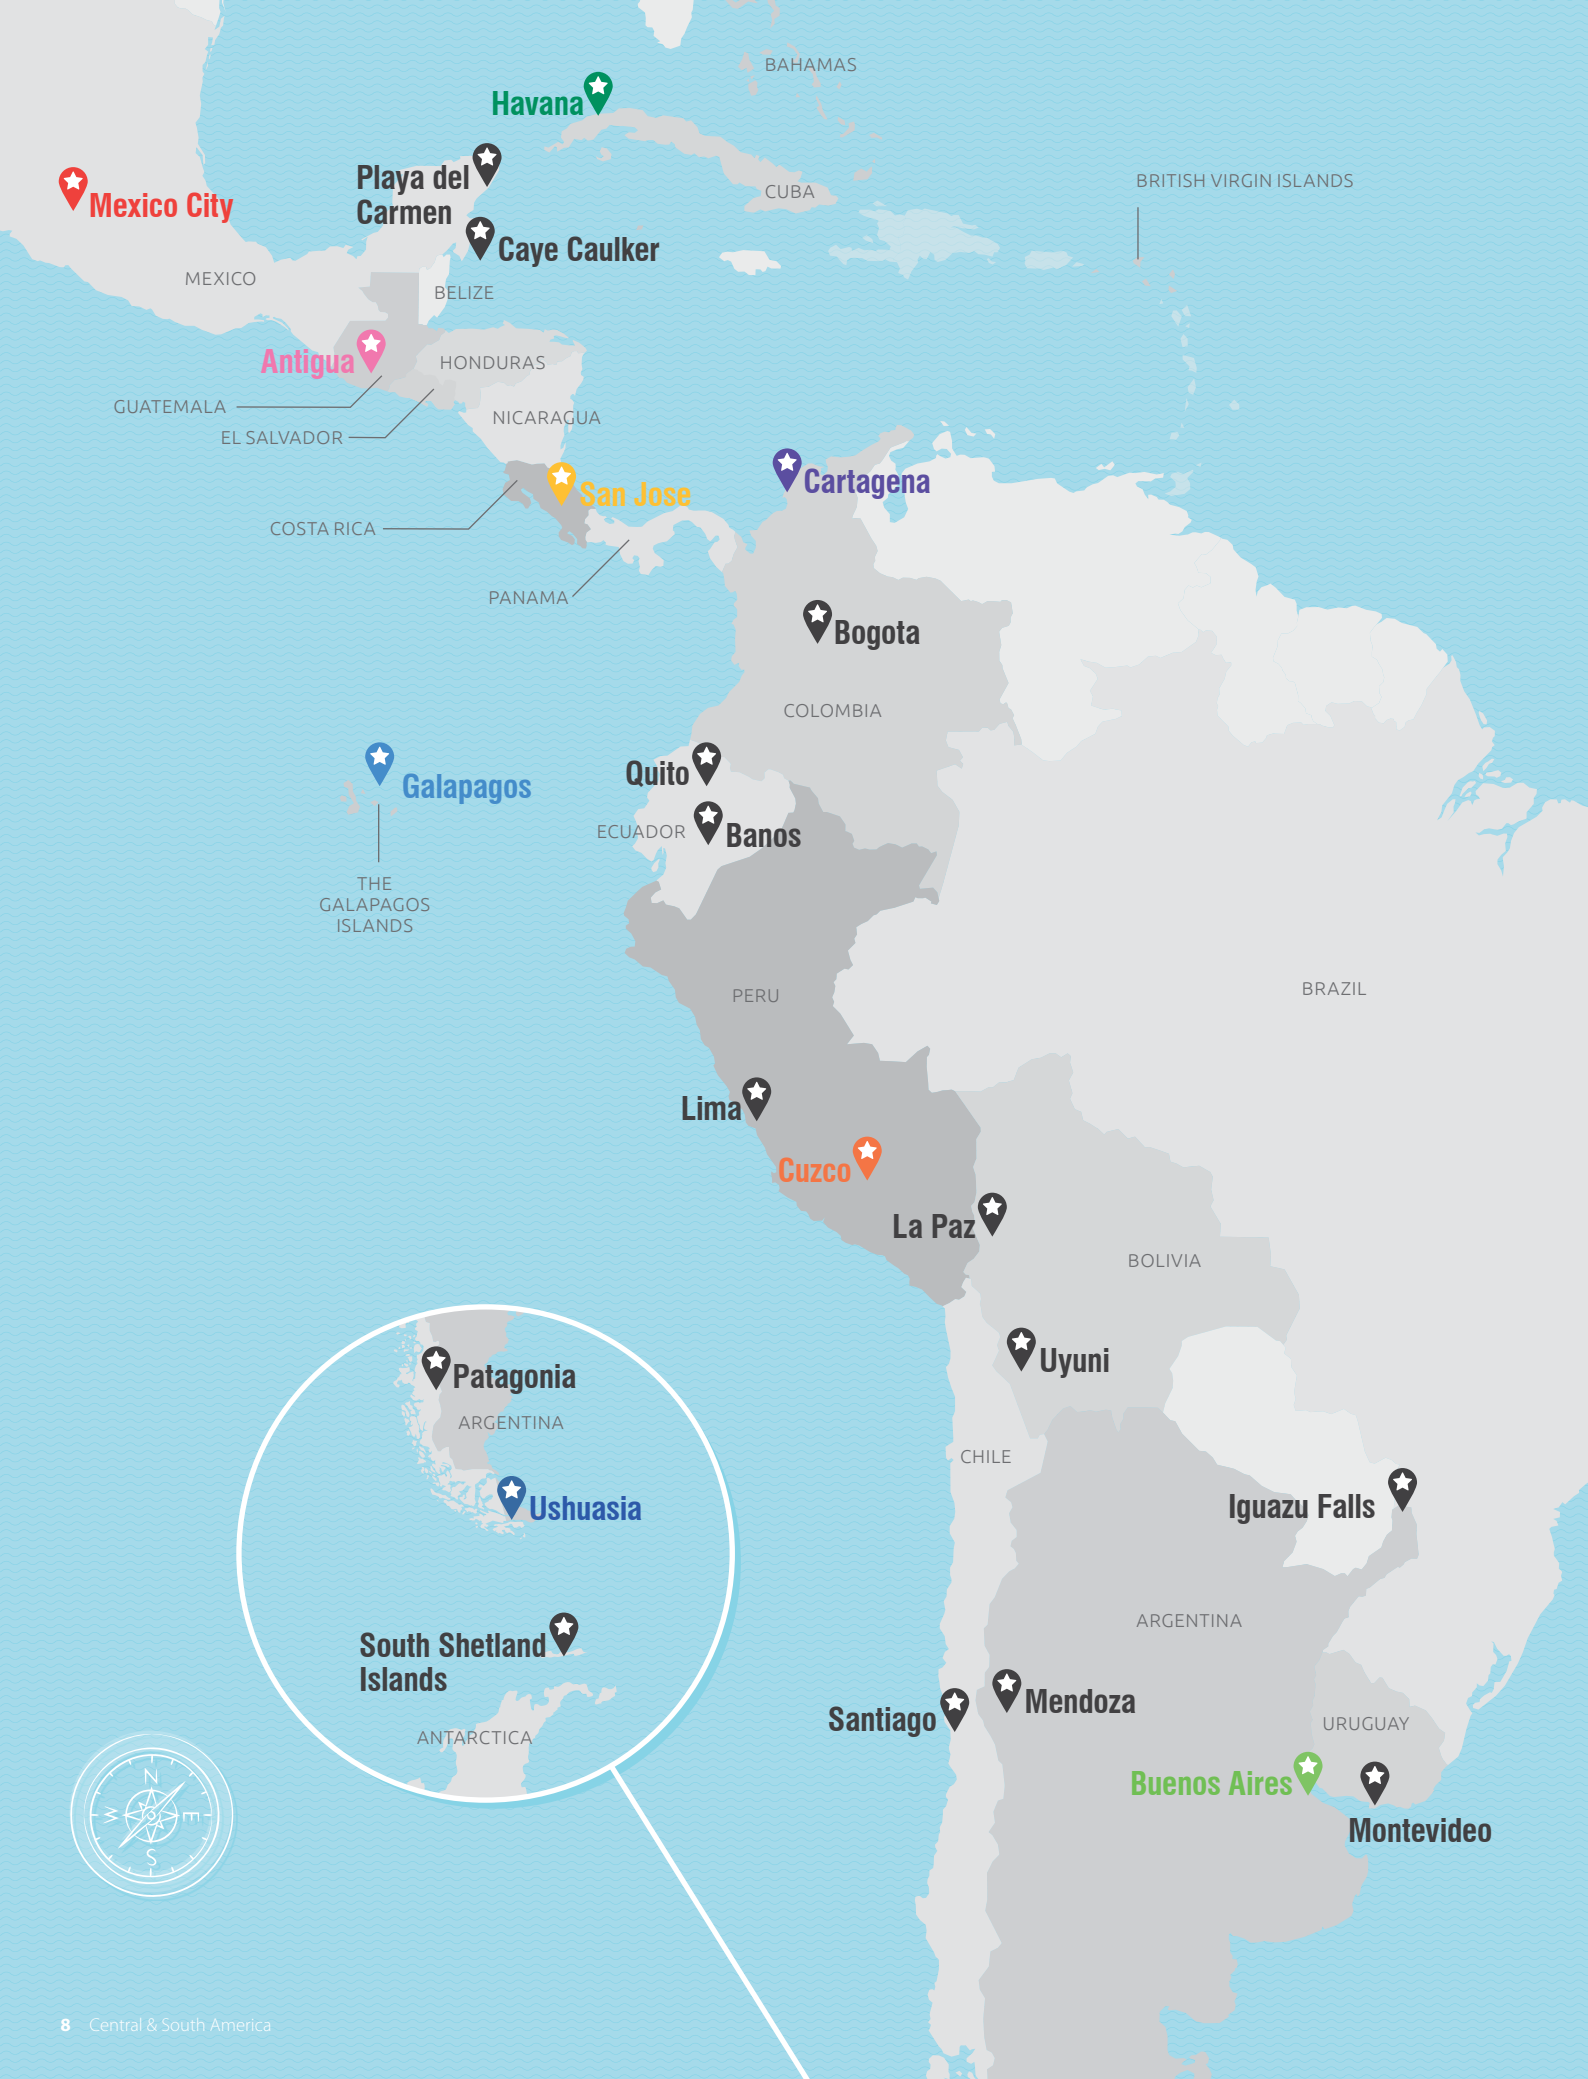 BAHAMAS
Havana
Playa del
Carmen
CUBA
BRITISH VIRGIN ISLANDS
Mexico City
Caye Caulker
MEXICO
BELIZE
Antigua
HONDURAS
GUATEMALA
NICARAGUA
EL SALVADOR
Cartagena
San Jose
COSTA RICA
PANAMA
Bogota
COLOMBIA
Quito
Galapagos
ECUADOR
Banos
THE
GALAPAGOS
ISLANDS
PERU
BRAZIL
Lima
Cuzco
La Paz
BOLIVIA
Uyuni
Patagonia
ARGENTINA
CHILE
Iguazu Falls
Ushuasia
ARGENTINA
South Shetland
Islands
Mendoza
Santiago
URUGUAY
ANTARCTICA
Buenos Aires
Montevideo
N
W
E
S
8 Central & South America